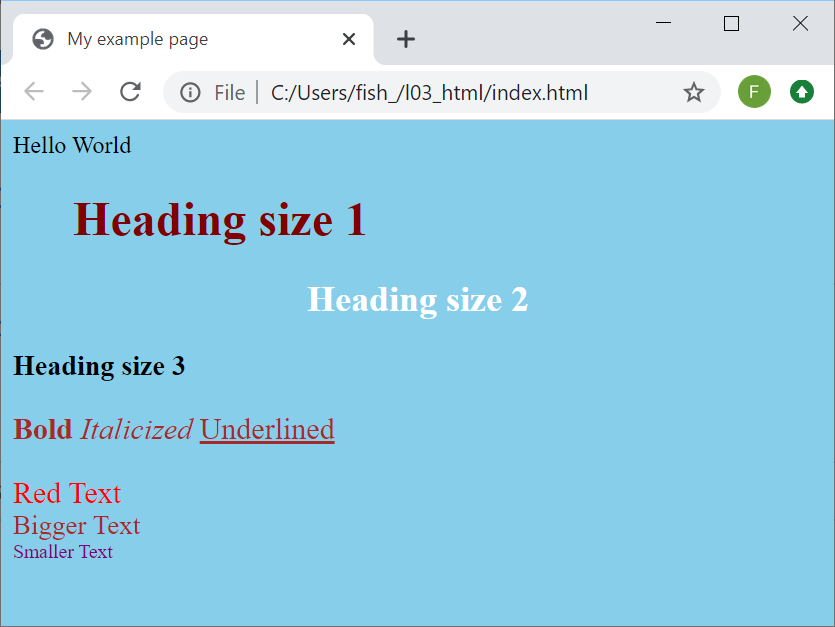 My example page
File C:/Users/fish_/l03_html/index.html F
Hello World
Heading size 1
Heading size 2
Heading size 3
Bold Italicized Underlined
Red Text
Bigger Text
Smaller Text